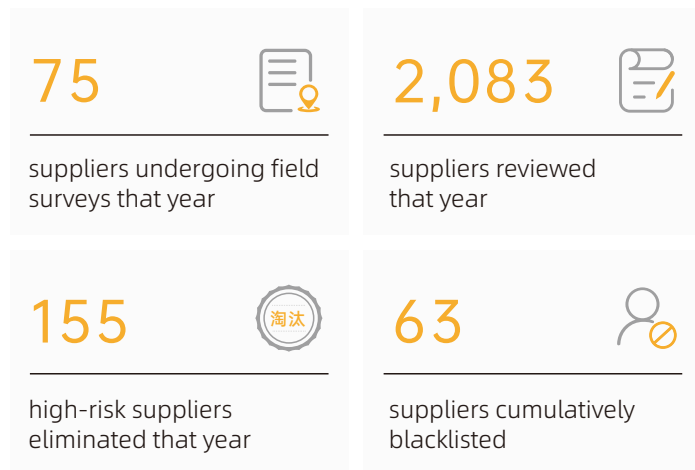 75
suppliers undergoing field
surveys that year
2,083
suppliers reviewed
that year
155
淘汰
high-risk suppliers
eliminated that year
63
suppliers cumulatively
blacklisted